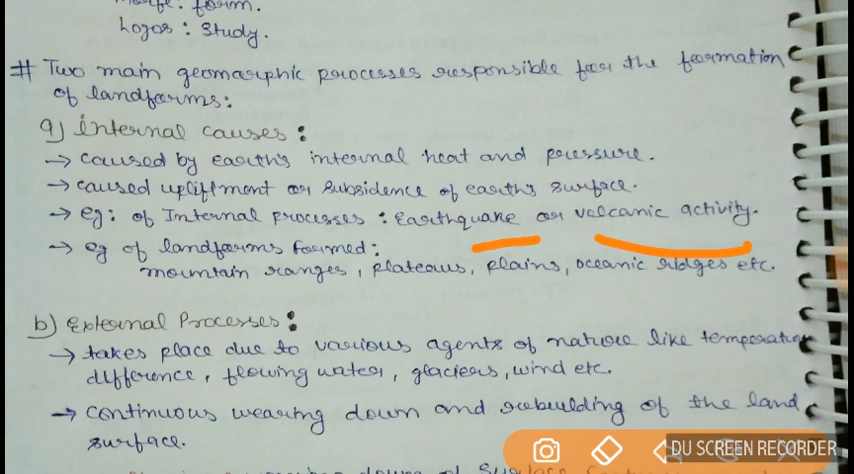 form.
Logos : Study.
# Two main geomorphic processes responsible for the formation
of landforms:
a) internal causes :
→ caused by earth's internal heat and pressure.
→ caused upliftment or subsidence of earth's surface.
→ eg: of Internal processes : Earthquake or volcanic activity.
→ eg of landforms formed:
mountain ranges, plateaus, plains, oceanic ridges etc.
b) External Processes :
→ takes place due to various agents of nature like temperature
difference, flowing water, glaciers, wind etc.
→ continuous wearing down and rebuilding of the land
surface.
DU SCREEN RECORDER